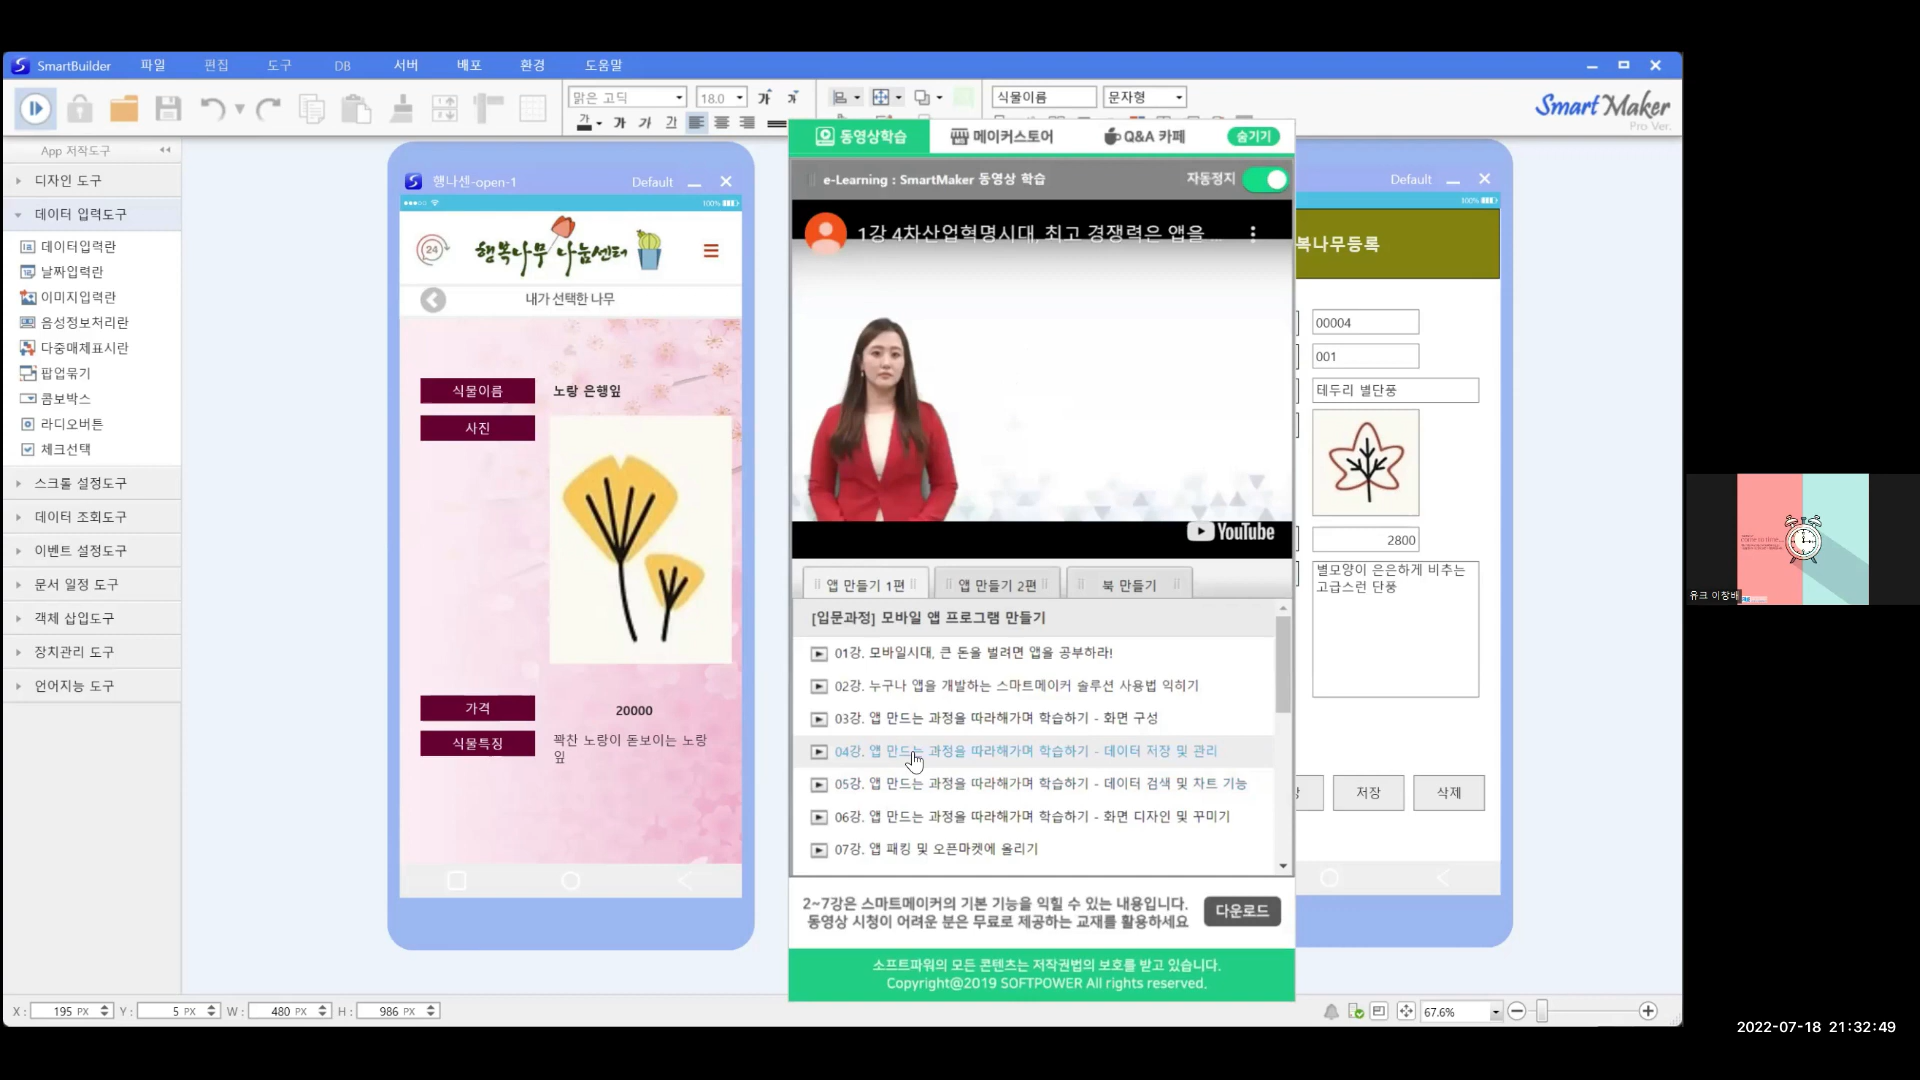 SmartBuilder 파일 편집 도구 DB 서버 배포 환경 도움말
맑은 고딕 18.0 가 가
식물이름 문자형
가 가 가 간
SmartMaker
Pro Ver.
App 저작도구
디자인 도구
데이터 입력도구
데이터입력란
날짜입력란
이미지입력란
음성정보처리란
다중매체표시란
팝업묶기
콤보박스
라디오버튼
체크선택
스크롤 설정도구
데이터 조회도구
이벤트 설정도구
문서 일정 도구
객체 삽입도구
장치관리 도구
언어지능 도구
행나센-open-1 Default
100%
24
행복나무 나눔센터
내가 선택한 나무
식물이름 노랑 은행잎
사진
가격 20000
식물특징 꽉찬 노랑이 돋보이는 노랑
잎
동영상학습 메이커스토어 Q&A 카페 숨기기
e-Learning : SmartMaker 동영상 학습 자동정지
1강 4차산업혁명시대, 최고 경쟁력은 앱을 ...
YouTube
앱 만들기 1편 앱 만들기 2편 북 만들기
[입문과정] 모바일 앱 프로그램 만들기
01강. 모바일시대, 큰 돈을 벌려면 앱을 공부하라!
02강. 누구나 앱을 개발하는 스마트메이커 솔루션 사용법 익히기
03강. 앱 만드는 과정을 따라해가며 학습하기 - 화면 구성
04강. 앱 만드는 과정을 따라해가며 학습하기 - 데이터 저장 및 관리
05강. 앱 만드는 과정을 따라해가며 학습하기 - 데이터 검색 및 차트 기능
06강. 앱 만드는 과정을 따라해가며 학습하기 - 화면 디자인 및 꾸미기
07강. 앱 패킹 및 오픈마켓에 올리기
2~7강은 스마트메이커의 기본 기능을 익힐 수 있는 내용입니다.
동영상 시청이 어려운 분은 무료로 제공하는 교재를 활용하세요
다운로드
소프트파워의 모든 콘텐츠는 저작권법의 보호를 받고 있습니다.
Copyright@2019 SOFTPOWER All rights reserved.
Default
100%
복나무등록
00004
001
테두리 별단풍
2800
별모양이 은은하게 비추는
고급스런 단풍
저장 삭제
유크 이창배
X : 195 PX Y : 5 PX W : 480 PX H : 986 PX
67.6%
2022-07-18 21:32:49